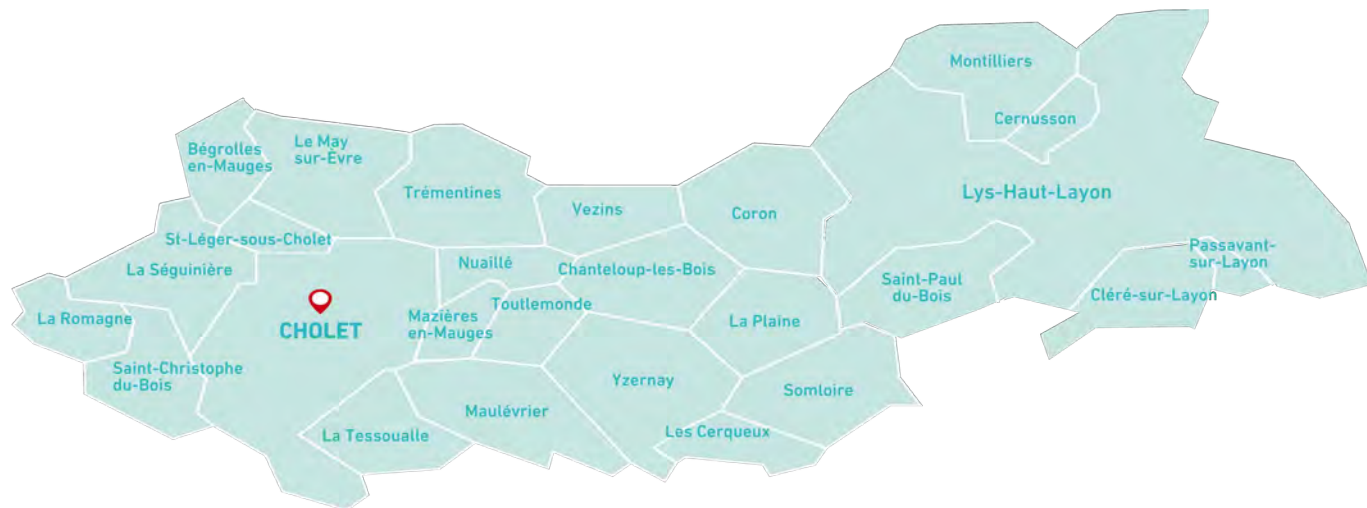 Montilliers
Cernusson
Bégrolles
en-Mauges
Le May
sur-Èvre
Trémentines
Vezins
Coron
Lys-Haut-Layon
St-Léger-sous-Cholet
La Séguinière
Nuaillé
Chanteloup-les-Bois
Saint-Paul
du-Bois
Passavant-
sur-Layon
Cléré-sur-Layon
La Romagne
CHOLET
Mazières
en-Mauges
Toutlemonde
La Plaine
Saint-Christophe
du-Bois
Yzernay
Somloire
Maulévrier
La Tessoualle
Les Cerqueux